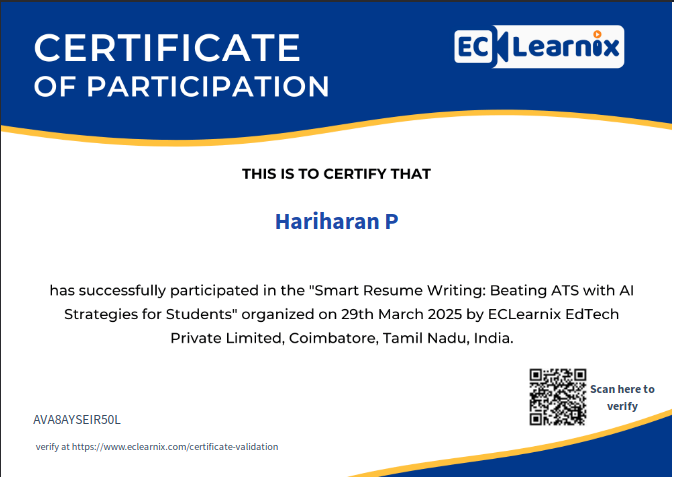 CERTIFICATE
OF PARTICIPATION
EC Learnix
THIS IS TO CERTIFY THAT
Hariharan P
has successfully participated in the "Smart Resume Writing: Beating ATS with AI
Strategies for Students" organized on 29th March 2025 by ECLearnix EdTech
Private Limited, Coimbatore, Tamil Nadu, India.
Scan here to
verify
AVA8AYSEIR50L
verify at https://www.eclearnix.com/certificate-validation